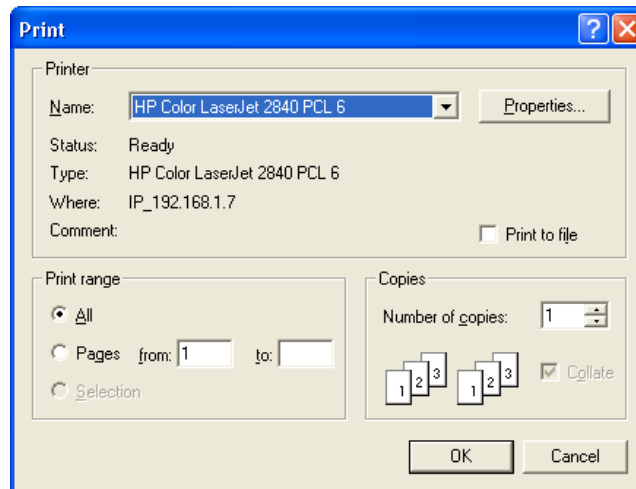 Print
Printer
Name: HP Color LaserJet 2840 PCL 6 Properties...
Status: Ready
Type: HP Color LaserJet 2840 PCL 6
Where: IP_192.168.1.7
Comment: Print to file
Print range
All
Pages from: 1 to:
Selection
Copies
Number of copies: 1
1 2 3 1 2 3 Collate
OK Cancel